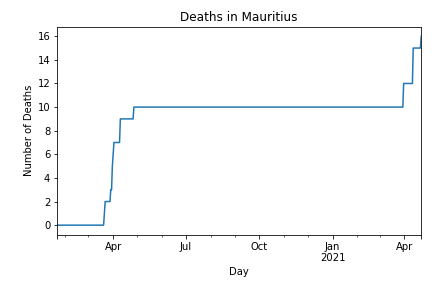 Deaths in Mauritius
Number of Deaths
16
14
12
10
8
6
4
2
0
Apr
Jul
Oct
Jan
2021
Apr
Day